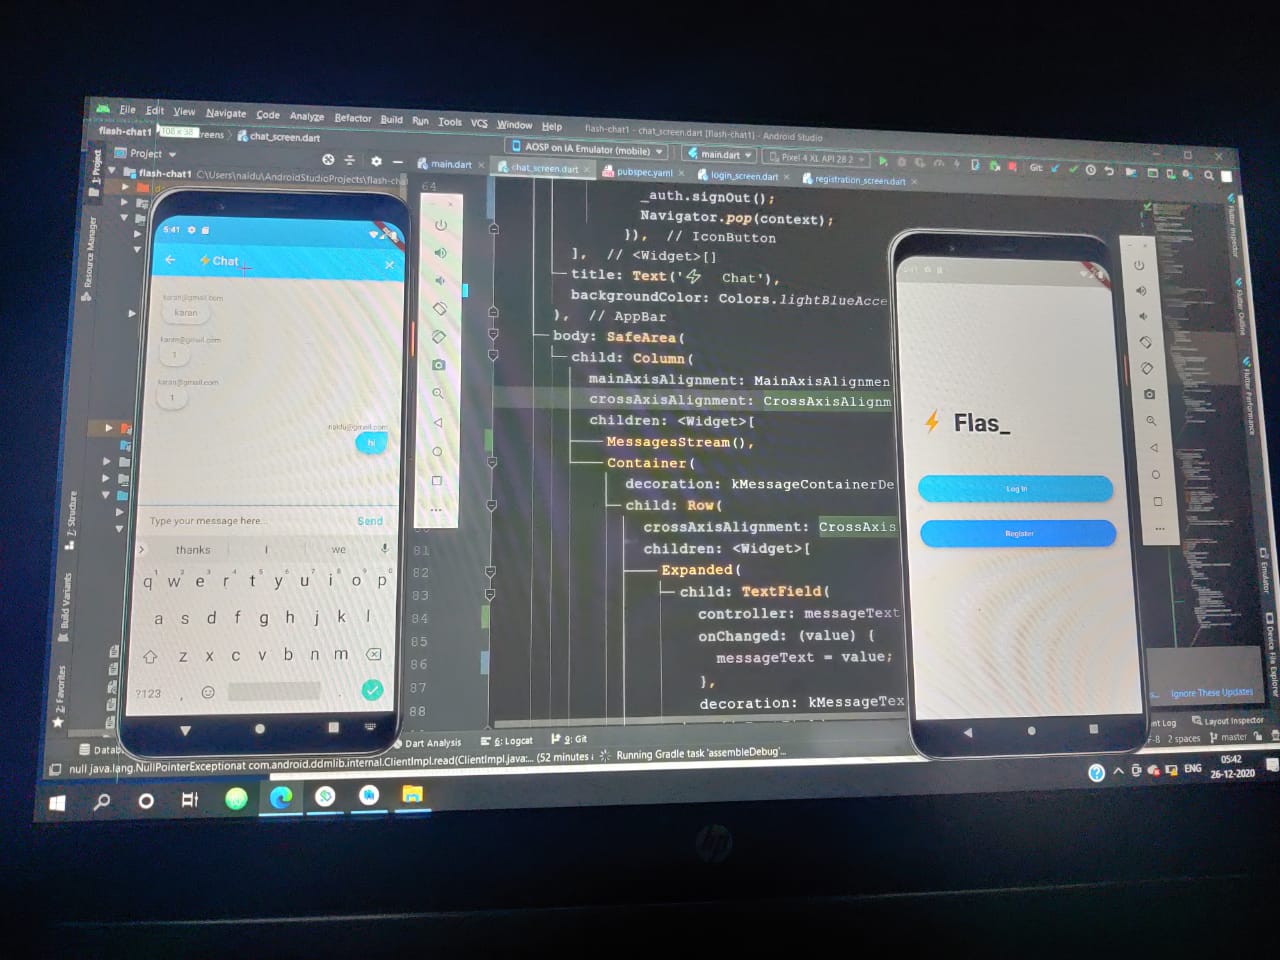 File Edit View Navigate Code Analyze Refactor Build Run Tools VCS Window Help flash-chat1 - chat_screen.dart [flash-chat1] - Android Studio
flash-chat1 108 x 38 reens chat_screen.dart
AOSP on IA Emulator (mobile) main.dart Pixel 4 XL API 28 2 Git:
Project
main.dart chat_screen.dart pubspec.yaml login_screen.dart registration_screen.dart
flash-chat1 C:\Users\naidu\AndroidStudioProjects\flash-cha
1: Project
Resource Manager
7: Structure
Build Variants
2: Favorites
5:41
⚡Chat
karan@gmail.com
karan
karan@gmail.com
1
karan@gmail.com
1
naidu@gmail.com
hi
Type your message here... Send
thanks I we
q w e r t y u i o p
a s d f g h j k l
z x c v b n m
?123 , .
64
81
82
83
84
85
86
87
88
_auth.signOut();
Navigator.pop(context);
}), // IconButton
], // <Widget>[]
title: Text('⚡ Chat'),
backgroundColor: Colors.lightBlueAcce
), // AppBar
body: SafeArea(
child: Column(
mainAxisAlignment: MainAxisAlignmen
crossAxisAlignment: CrossAxisAlignm
children: <Widget>[
MessagesStream(),
Container(
decoration: kMessageContainerDe
child: Row(
crossAxisAlignment: CrossAxis
children: <Widget>[
Expanded(
child: TextField(
controller: messageText
onChanged: (value) {
messageText = value;
},
decoration: kMessageTex
⚡ Flas_
Log In
Register
Flutter Inspector
Flutter Outline
Flutter Performance
Emulator
Device File Explorer
Ignore These Updates
Datab Dart Analysis 6: Logcat 9: Git nt Log Layout Inspector
null java.lang.NullPointerExceptionat com.android.ddmlib.internal.ClientImpl.read(ClientImpl.java:... (52 minutes Running Gradle task 'assembleDebug'... F-8 2 spaces master
ENG 05:42
26-12-2020
hp